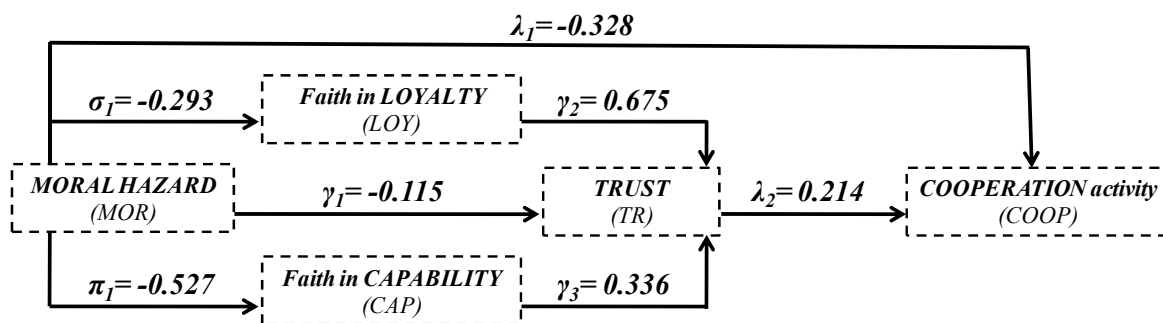 λ₁= -0.328
σ₁= -0.293
Faith in LOYALTY
(LOY)
γ₂= 0.675
MORAL HAZARD
(MOR)
γ₁= -0.115
TRUST
(TR)
λ₂= 0.214
COOPERATION activity
(COOP)
π₁= -0.527
Faith in CAPABILITY
(CAP)
γ₃= 0.336